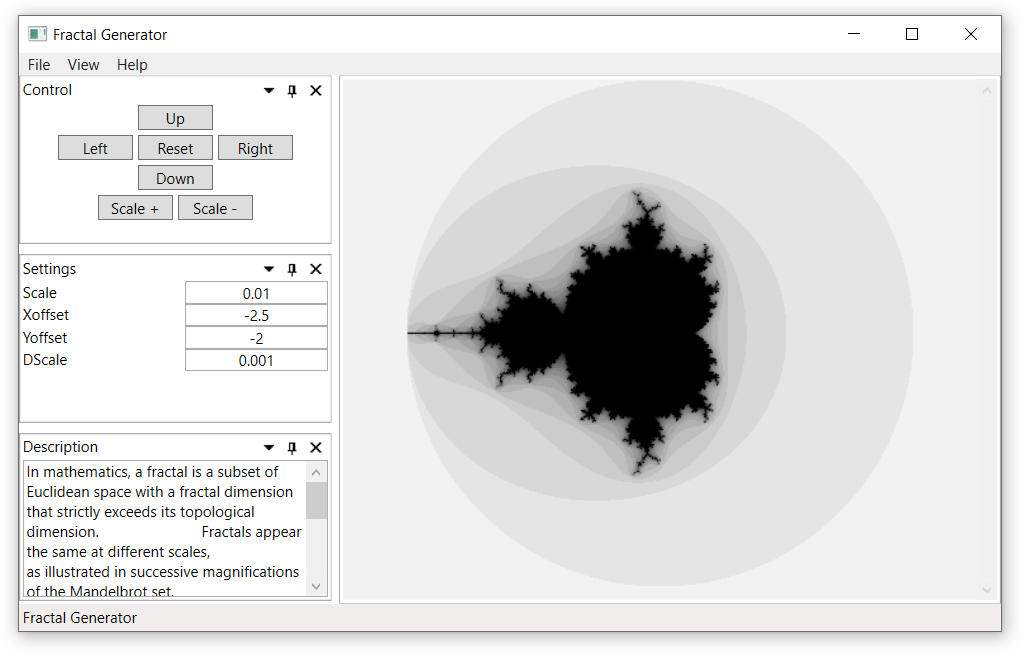 Fractal Generator
File View Help
Control
Up
Left Reset Right
Down
Scale + Scale -
Settings
Scale 0.01
Xoffset -2.5
Yoffset -2
DScale 0.001
Description
In mathematics, a fractal is a subset of
Euclidean space with a fractal dimension
that strictly exceeds its topological
dimension. Fractals appear
the same at different scales,
as illustrated in successive magnifications
of the Mandelbrot set.
Fractal Generator